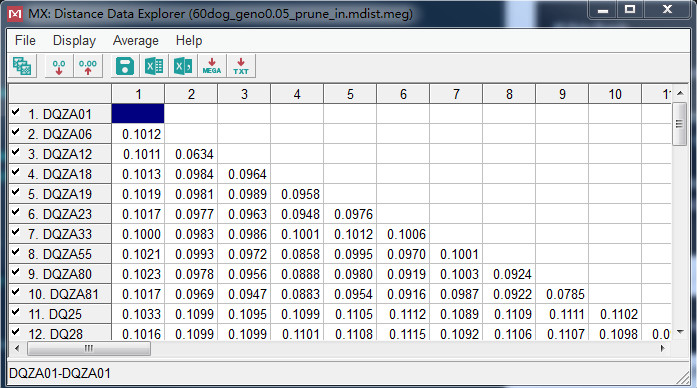 MX: Distance Data Explorer (60dog_geno0.05_prune_in.mdist.meg)
File Display Average Help
0.0 0.00 MEGA TXT
1 2 3 4 5 6 7 8 9 10 11
1. DQZA01
2. DQZA06 0.1012
3. DQZA12 0.1011 0.0634
4. DQZA18 0.1013 0.0984 0.0964
5. DQZA19 0.1019 0.0981 0.0989 0.0958
6. DQZA23 0.1017 0.0977 0.0963 0.0948 0.0976
7. DQZA33 0.1000 0.0983 0.0986 0.1001 0.1012 0.1006
8. DQZA55 0.1021 0.0993 0.0972 0.0858 0.0995 0.0970 0.1001
9. DQZA80 0.1023 0.0978 0.0956 0.0888 0.0980 0.0919 0.1003 0.0924
10. DQZA81 0.1017 0.0969 0.0947 0.0883 0.0954 0.0916 0.0987 0.0922 0.0785
11. DQ25 0.1033 0.1099 0.1095 0.1099 0.1105 0.1112 0.1089 0.1109 0.1111 0.1102
12. DQ28 0.1016 0.1099 0.1099 0.1101 0.1108 0.1115 0.1092 0.1106 0.1107 0.1098 0.0
DQZA01-DQZA01